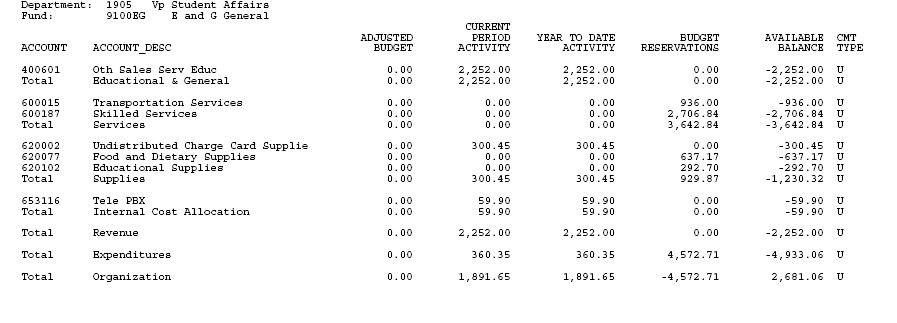 Department: 1905 Vp Student Affairs
Fund: 9100EG E and G General
CURRENT
ADJUSTED PERIOD YEAR TO DATE BUDGET AVAILABLE CMT
ACCOUNT ACCOUNT_DESC BUDGET ACTIVITY ACTIVITY RESERVATIONS BALANCE TYPE
400601 Oth Sales Serv Educ 0.00 2,252.00 2,252.00 0.00 -2,252.00 U
Total Educational & General 0.00 2,252.00 2,252.00 0.00 -2,252.00 U
600015 Transportation Services 0.00 0.00 0.00 936.00 -936.00 U
600187 Skilled Services 0.00 0.00 0.00 2,706.84 -2,706.84 U
Total Services 0.00 0.00 0.00 3,642.84 -3,642.84 U
620002 Undistributed Charge Card Supplie 0.00 300.45 300.45 0.00 -300.45 U
620077 Food and Dietary Supplies 0.00 0.00 0.00 637.17 -637.17 U
620102 Educational Supplies 0.00 0.00 0.00 292.70 -292.70 U
Total Supplies 0.00 300.45 300.45 929.87 -1,230.32 U
653116 Tele PBX 0.00 59.90 59.90 0.00 -59.90 U
Total Internal Cost Allocation 0.00 59.90 59.90 0.00 -59.90 U
Total Revenue 0.00 2,252.00 2,252.00 0.00 -2,252.00 U
Total Expenditures 0.00 360.35 360.35 4,572.71 -4,933.06 U
Total Organization 0.00 1,891.65 1,891.65 -4,572.71 2,681.06 U